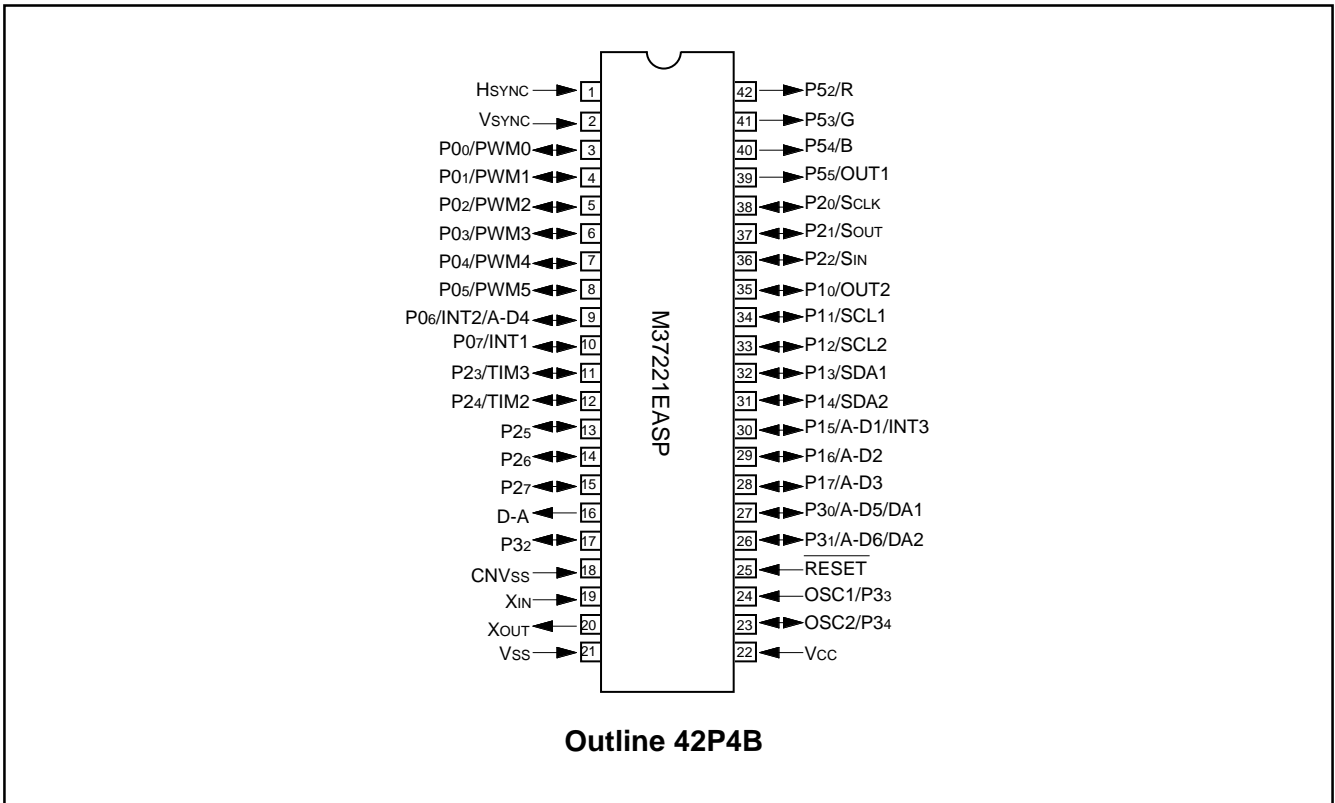 HSYNC 1
VSYNC 2
P00/PWM0 3
P01/PWM1 4
P02/PWM2 5
P03/PWM3 6
P04/PWM4 7
P05/PWM5 8
P06/INT2/A-D4 9
P07/INT1 10
P23/TIM3 11
P24/TIM2 12
P25 13
P26 14
P27 15
D-A 16
P32 17
CNVSS 18
XIN 19
XOUT 20
VSS 21
M37221EASP
42 P52/R
41 P53/G
40 P54/B
39 P55/OUT1
38 P20/SCLK
37 P21/SOUT
36 P22/SIN
35 P10/OUT2
34 P11/SCL1
33 P12/SCL2
32 P13/SDA1
31 P14/SDA2
30 P15/A-D1/INT3
29 P16/A-D2
28 P17/A-D3
27 P30/A-D5/DA1
26 P31/A-D6/DA2
25 RESET
24 OSC1/P33
23 OSC2/P34
22 VCC
Outline 42P4B